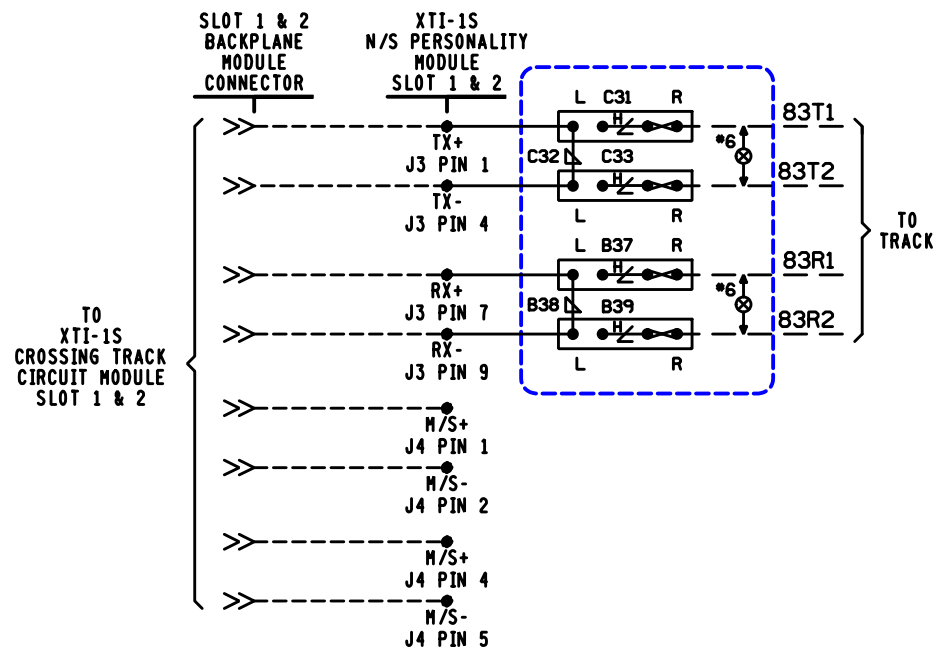 SLOT 1 & 2
BACKPLANE
MODULE
CONNECTOR
XTI-1S
N/S PERSONALITY
MODULE
SLOT 1 & 2
L C31 R
83T1
TX+
J3 PIN 1
#6
C32 C33
83T2
TX-
J3 PIN 4
L R
TO
TRACK
L B37 R
83R1
RX+
J3 PIN 7
#6
B38 B39
83R2
RX-
J3 PIN 9
L R
TO
XTI-1S
CROSSING TRACK
CIRCUIT MODULE
SLOT 1 & 2
M/S+
J4 PIN 1
M/S-
J4 PIN 2
M/S+
J4 PIN 4
M/S-
J4 PIN 5